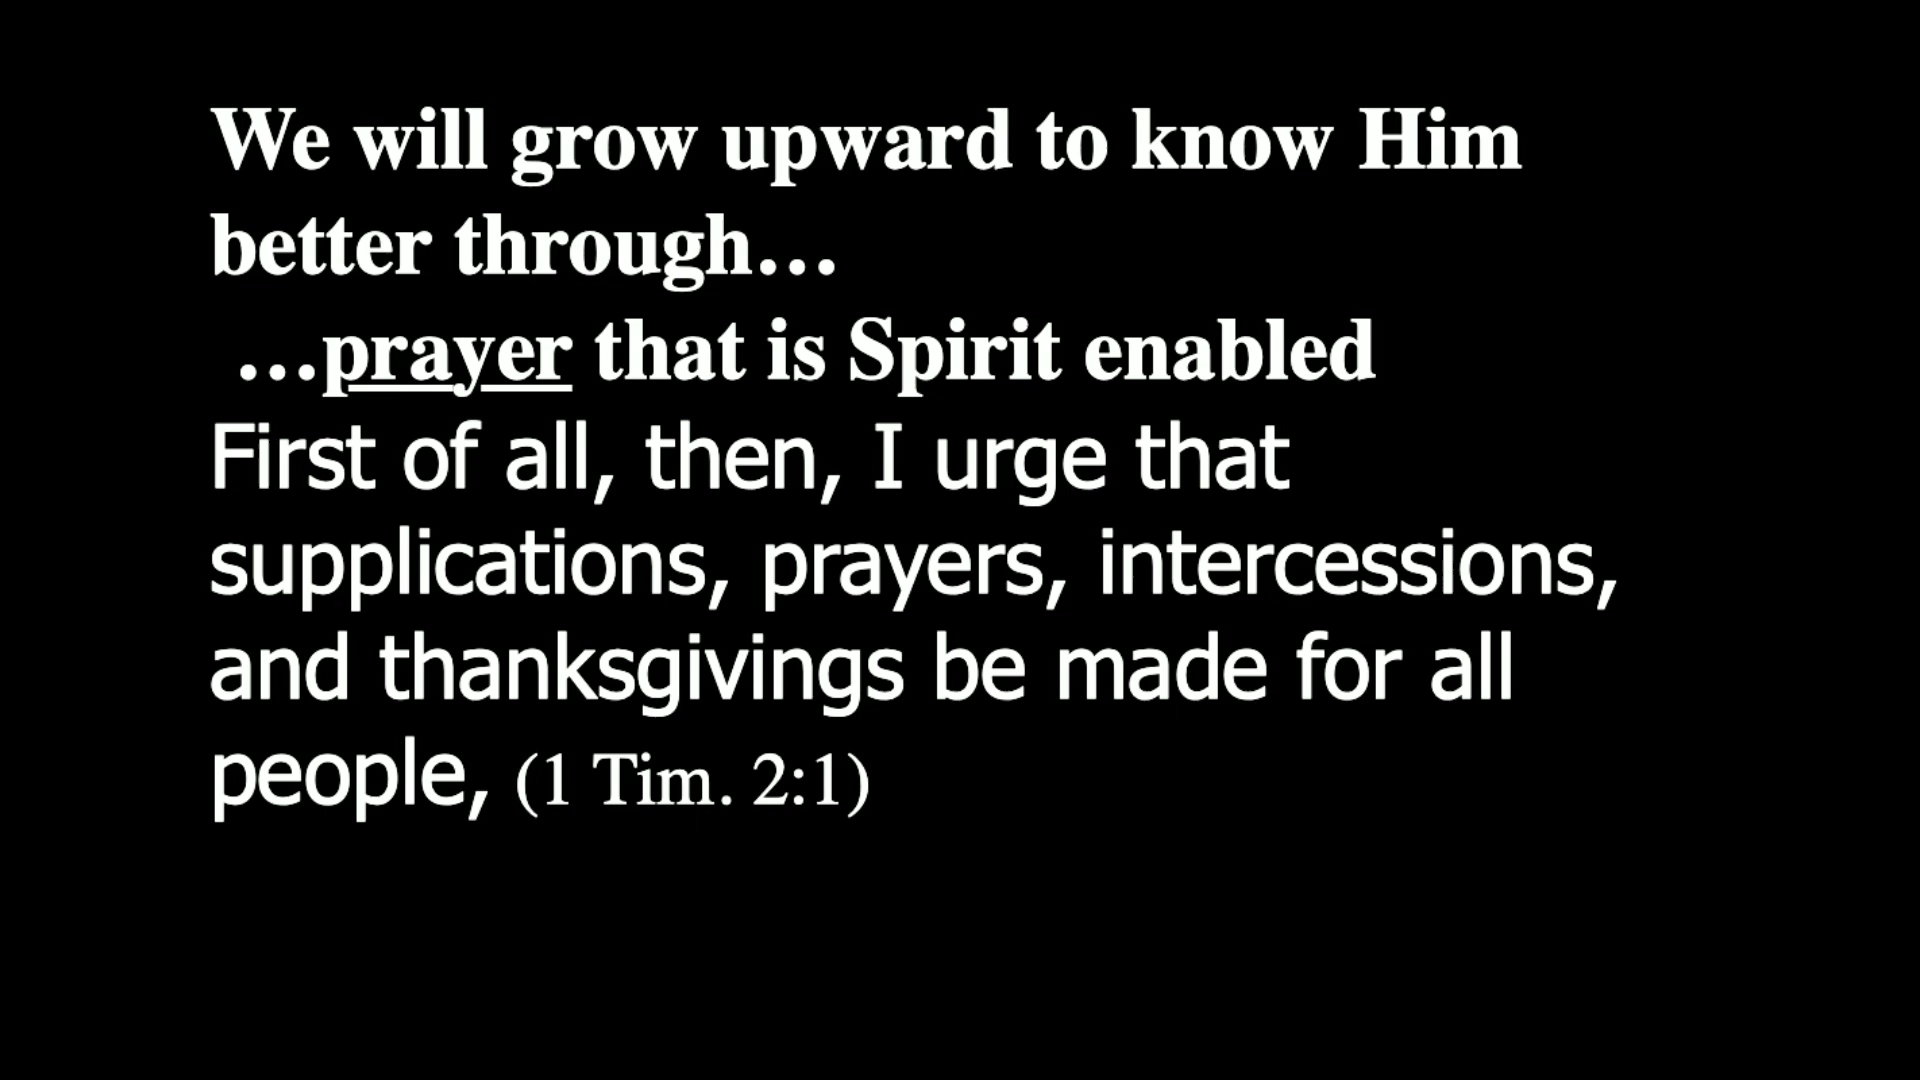 We will grow upward to know Him
better through…
…prayer that is Spirit enabled
First of all, then, I urge that
supplications, prayers, intercessions,
and thanksgivings be made for all
people, (1 Tim. 2:1)